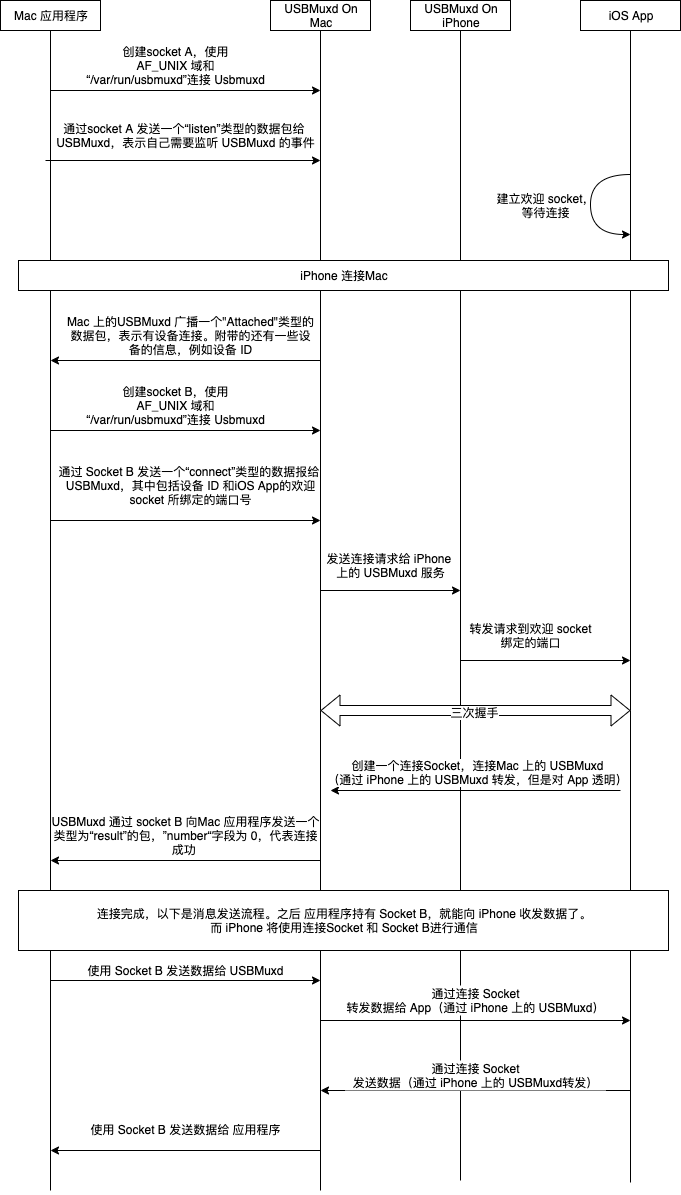 Mac 应用程序
USBMuxd On
Mac
USBMuxd On
iPhone
iOS App
创建socket A，使用
AF_UNIX 域和
“/var/run/usbmuxd”连接 Usbmuxd
通过socket A 发送一个“listen”类型的数据包给
USBMuxd，表示自己需要监听 USBMuxd 的事件
建立欢迎 socket，
等待连接
iPhone 连接Mac
Mac 上的USBMuxd 广播一个”Attached”类型的
数据包，表示有设备连接。附带的还有一些设
备的信息，例如设备 ID
创建socket B，使用
AF_UNIX 域和
“/var/run/usbmuxd”连接 Usbmuxd
通过 Socket B 发送一个“connect”类型的数据报给
USBMuxd，其中包括设备 ID 和iOS App的欢迎
socket 所绑定的端口号
发送连接请求给 iPhone
上的 USBMuxd 服务
转发请求到欢迎 socket
绑定的端口
三次握手
创建一个连接Socket，连接Mac 上的 USBMuxd
（通过 iPhone 上的 USBMuxd 转发，但是对 App 透明）
USBMuxd 通过 socket B 向Mac 应用程序发送一个
类型为“result”的包，”number“字段为 0，代表连接
成功
连接完成，以下是消息发送流程。之后 应用程序持有 Socket B，就能向 iPhone 收发数据了。
而 iPhone 将使用连接Socket 和 Socket B进行通信
使用 Socket B 发送数据给 USBMuxd
通过连接 Socket
转发数据给 App（通过 iPhone 上的 USBMuxd）
通过连接 Socket
发送数据（通过 iPhone 上的 USBMuxd转发）
使用 Socket B 发送数据给 应用程序